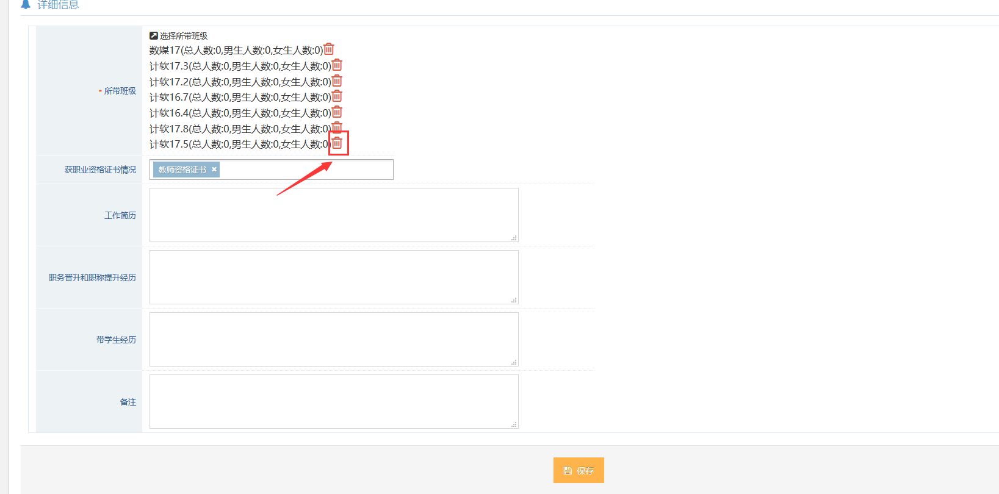 详细信息
选择所带班级
数媒17(总人数:0,男生人数:0,女生人数:0)
计软17.3(总人数:0,男生人数:0,女生人数:0)
计软17.2(总人数:0,男生人数:0,女生人数:0)
* 所带班级
计软16.7(总人数:0,男生人数:0,女生人数:0)
计软16.4(总人数:0,男生人数:0,女生人数:0)
计软17.8(总人数:0,男生人数:0,女生人数:0)
计软17.5(总人数:0,男生人数:0,女生人数:0)
获职业资格证书情况 教师资格证书 ×
工作简历
职务晋升和职称提升经历
带学生经历
备注
保存